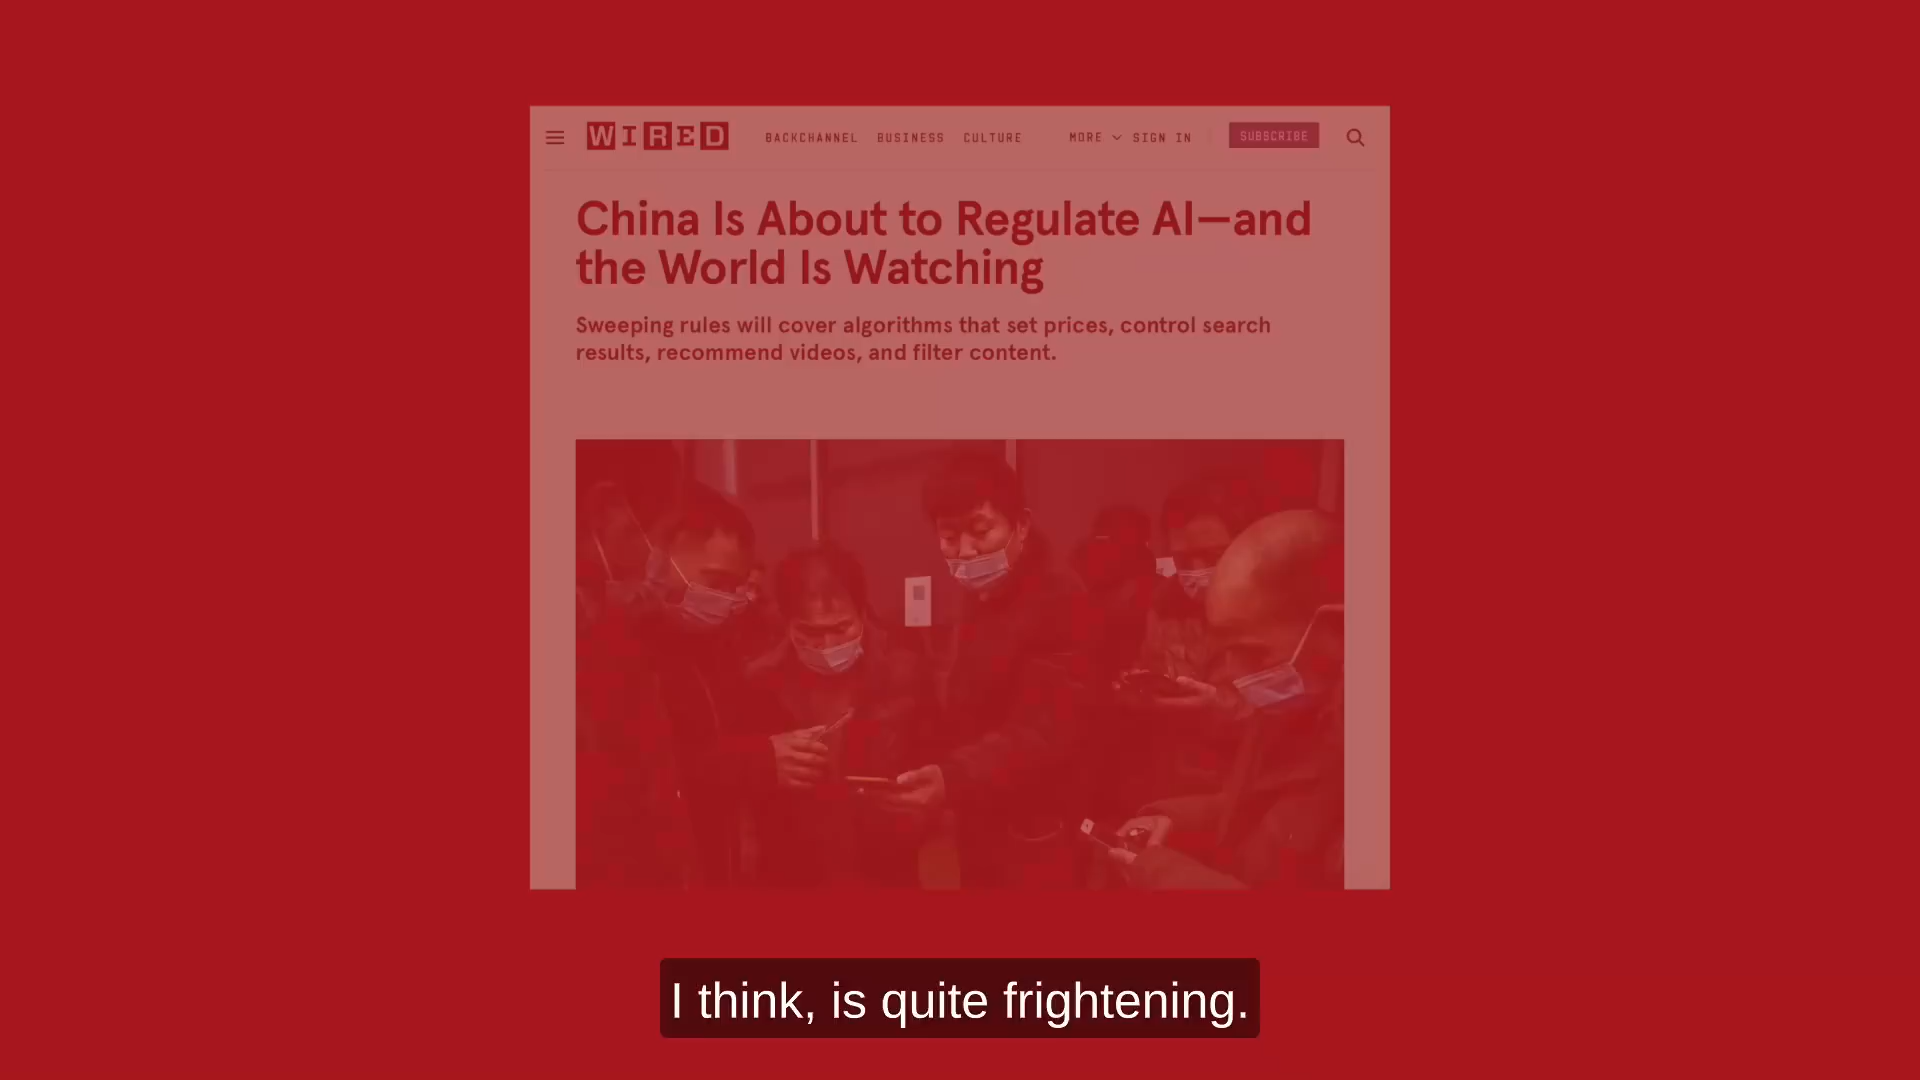 WIRED BACKCHANNEL BUSINESS CULTURE MORE SIGN IN SUBSCRIBE
China Is About to Regulate AI—and
the World Is Watching
Sweeping rules will cover algorithms that set prices, control search
results, recommend videos, and filter content.
I think, is quite frightening.